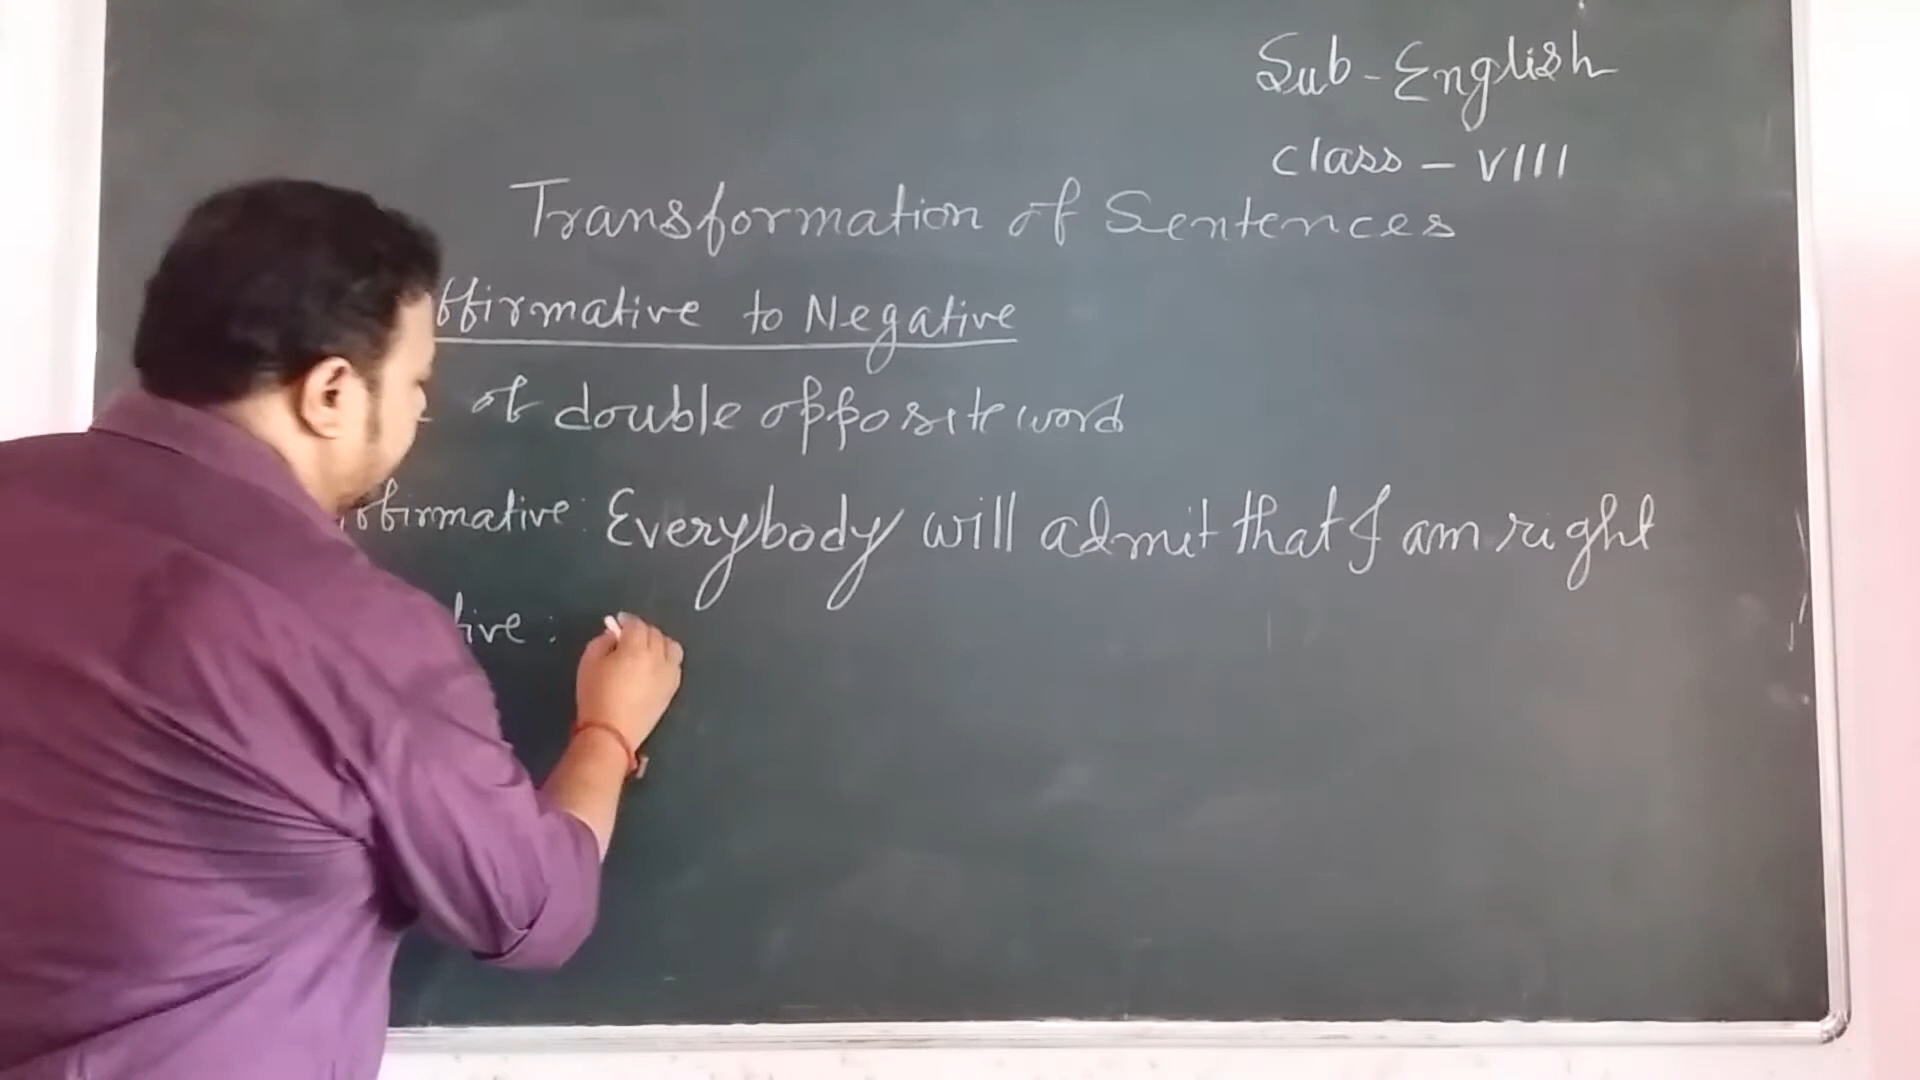 Sub-English
Class - VIII
Transformation of Sentences
ffirmative to Negative
of double opposite word
ffirmative: Everybody will admit that I am right
tive: